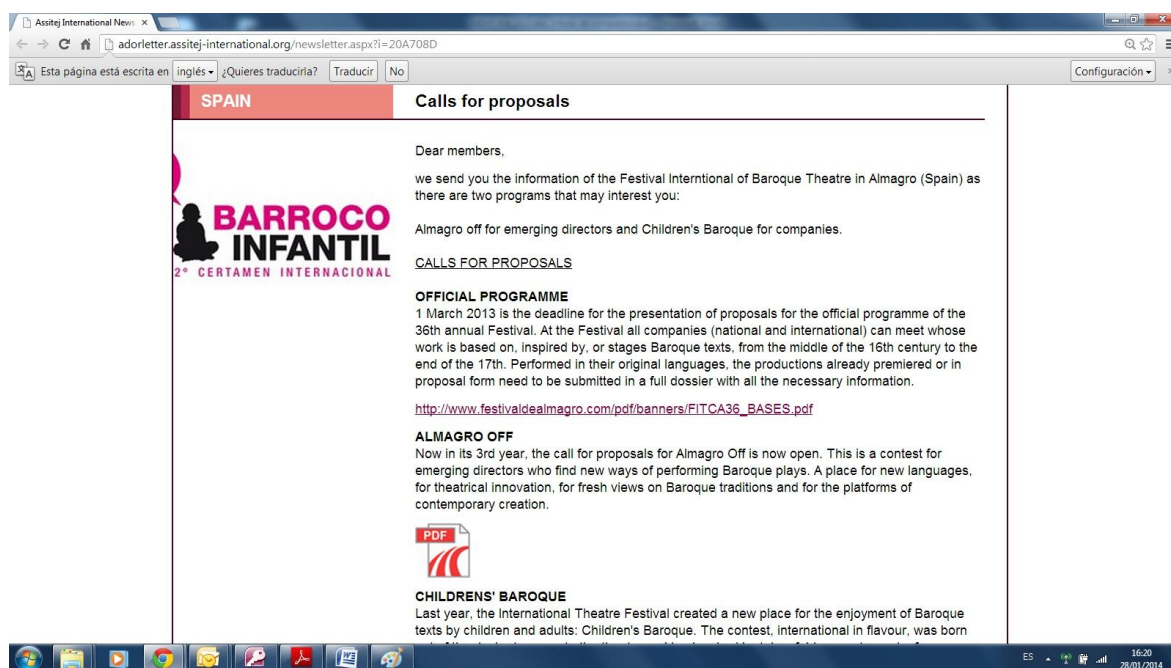 Assitej International News
adorletter.assitej-international.org/newsletter.aspx?i=20A708D
Esta página está escrita en inglés ¿Quieres traducirla? Traducir No Configuración
SPAIN
Calls for proposals
BARROCO
INFANTIL
2º CERTAMEN INTERNACIONAL
Dear members,
we send you the information of the Festival Interntional of Baroque Theatre in Almagro (Spain) as
there are two programs that may interest you:
Almagro off for emerging directors and Children's Baroque for companies.
CALLS FOR PROPOSALS
OFFICIAL PROGRAMME
1 March 2013 is the deadline for the presentation of proposals for the official programme of the
36th annual Festival. At the Festival all companies (national and international) can meet whose
work is based on, inspired by, or stages Baroque texts, from the middle of the 16th century to the
end of the 17th. Performed in their original languages, the productions already premiered or in
proposal form need to be submitted in a full dossier with all the necessary information.
http://www.festivaldealmagro.com/pdf/banners/FITCA36_BASES.pdf
ALMAGRO OFF
Now in its 3rd year, the call for proposals for Almagro Off is now open. This is a contest for
emerging directors who find new ways of performing Baroque plays. A place for new languages,
for theatrical innovation, for fresh views on Baroque traditions and for the platforms of
contemporary creation.
PDF
CHILDRENS' BAROQUE
Last year, the International Theatre Festival created a new place for the enjoyment of Baroque
texts by children and adults: Children's Baroque. The contest, international in flavour, was born
ES
16:20
28/01/2014